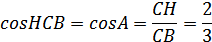 cosHCB = cosA = CH/CB = 2/3